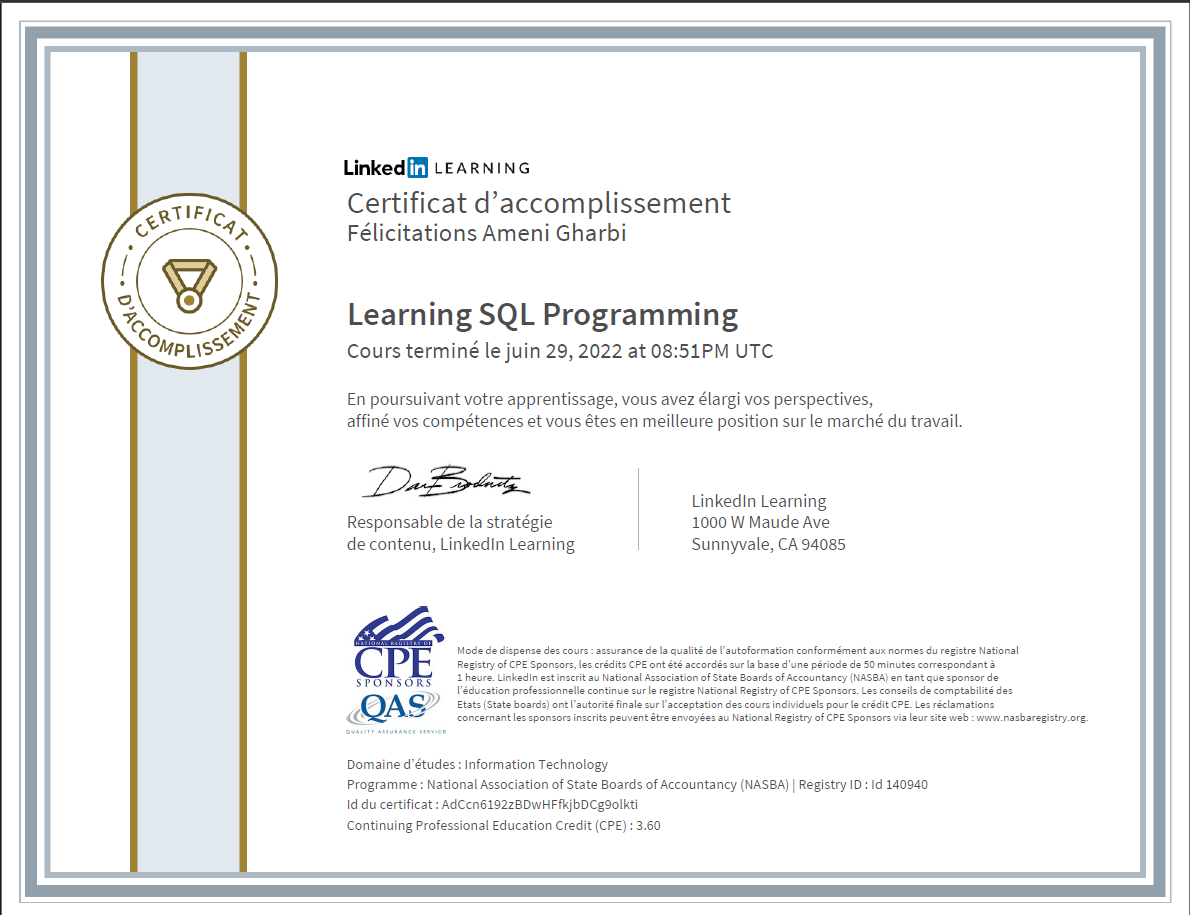 CERTIFICAT
D'ACCOMPLISSEMENT
Linked in LEARNING
Certificat d’accomplissement
Félicitations Ameni Gharbi
Learning SQL Programming
Cours terminé le juin 29, 2022 at 08:51PM UTC
En poursuivant votre apprentissage, vous avez élargi vos perspectives,
affiné vos compétences et vous êtes en meilleure position sur le marché du travail.
Responsable de la stratégie
de contenu, LinkedIn Learning
LinkedIn Learning
1000 W Maude Ave
Sunnyvale, CA 94085
NATIONAL REGISTRY OF
CPE
SPONSORS
QAS
QUALITY ASSURANCE SERVICE
Mode de dispense des cours : assurance de la qualité de l’autoformation conformément aux normes du registre National
Registry of CPE Sponsors, les crédits CPE ont été accordés sur la base d’une période de 50 minutes correspondant à
1 heure. LinkedIn est inscrit au National Association of State Boards of Accountancy (NASBA) en tant que sponsor de
l’éducation professionnelle continue sur le registre National Registry of CPE Sponsors. Les conseils de comptabilité des
Etats (State boards) ont l’autorité finale sur l’acceptation des cours individuels pour le crédit CPE. Les réclamations
concernant les sponsors inscrits peuvent être envoyées au National Registry of CPE Sponsors via leur site web : www.nasbaregistry.org.
Domaine d’études : Information Technology
Programme : National Association of State Boards of Accountancy (NASBA) | Registry ID : Id 140940
Id du certificat : AdCcn6192zBDwHFfkjbDCg9olkti
Continuing Professional Education Credit (CPE) : 3.60